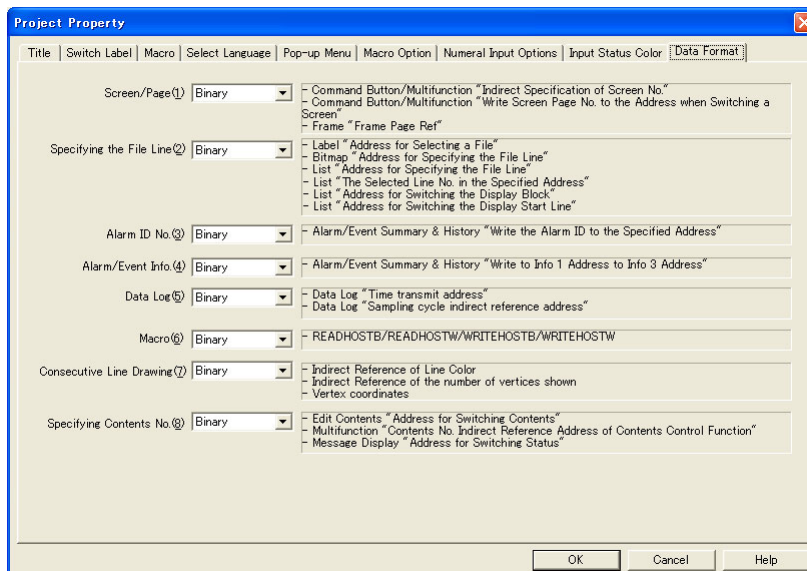 Project Property
Title Switch Label Macro Select Language Pop-up Menu Macro Option Numeral Input Options Input Status Color Data Format
Screen/Page(1) Binary
- Command Button/Multifunction "Indirect Specification of Screen No."
- Command Button/Multifunction "Write Screen Page No. to the Address when Switching a
Screen"
- Frame "Frame Page Ref"
Specifying the File Line(2) Binary
- Label "Address for Selecting a File"
- Bitmap "Address for Specifying the File Line"
- List "Address for Specifying the File Line"
- List "The Selected Line No. in the Specified Address"
- List "Address for Switching the Display Block"
- List "Address for Switching the Display Start Line"
Alarm ID No.(3) Binary
- Alarm/Event Summary & History "Write the Alarm ID to the Specified Address"
Alarm/Event Info.(4) Binary
- Alarm/Event Summary & History "Write to Info 1 Address to Info 3 Address"
Data Log(5) Binary
- Data Log "Time transmit address"
- Data Log "Sampling cycle indirect reference address"
Macro(6) Binary
- READHOSTB/READHOSTW/WRITEHOSTB/WRITEHOSTW
Consecutive Line Drawing(7) Binary
- Indirect Reference of Line Color
- Indirect Reference of the number of vertices shown
- Vertex coordinates
Specifying Contents No.(8) Binary
- Edit Contents "Address for Switching Contents"
- Multifunction "Contents No. Indirect Reference Address of Contents Control Function"
- Message Display "Address for Switching Status"
OK Cancel Help